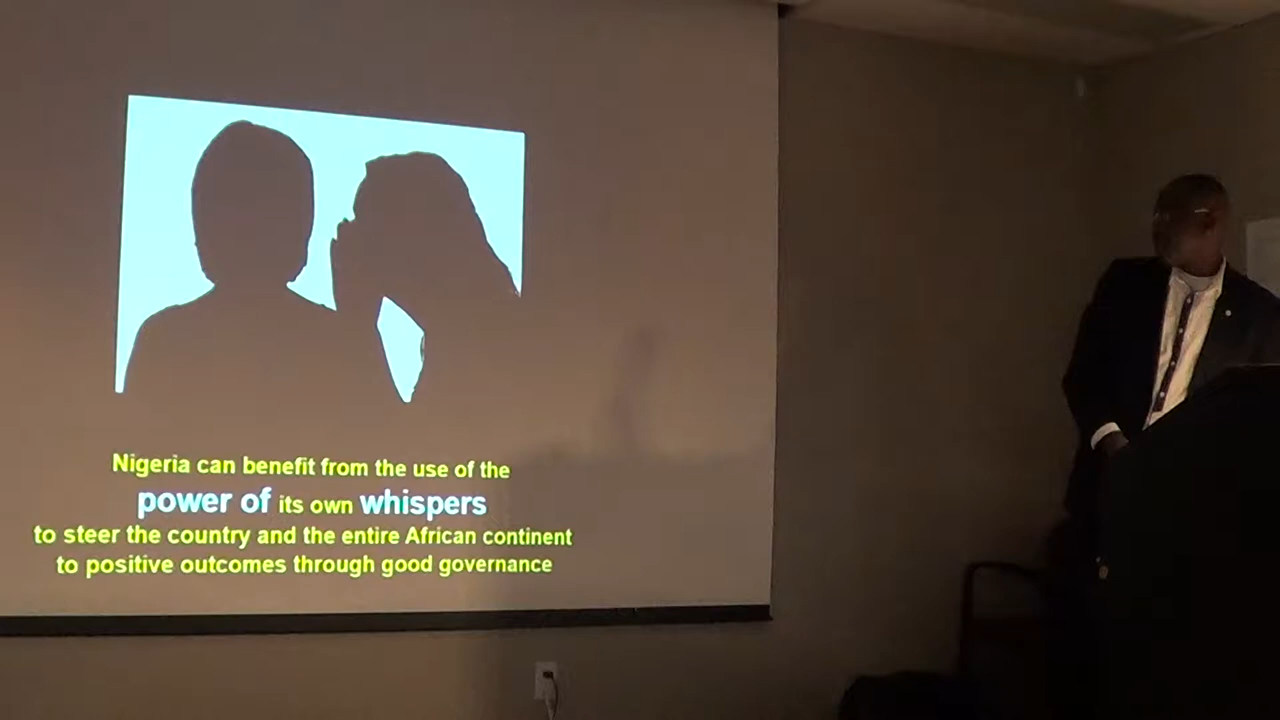 Nigeria can benefit from the use of the
power of its own whispers
to steer the country and the entire African continent
to positive outcomes through good governance